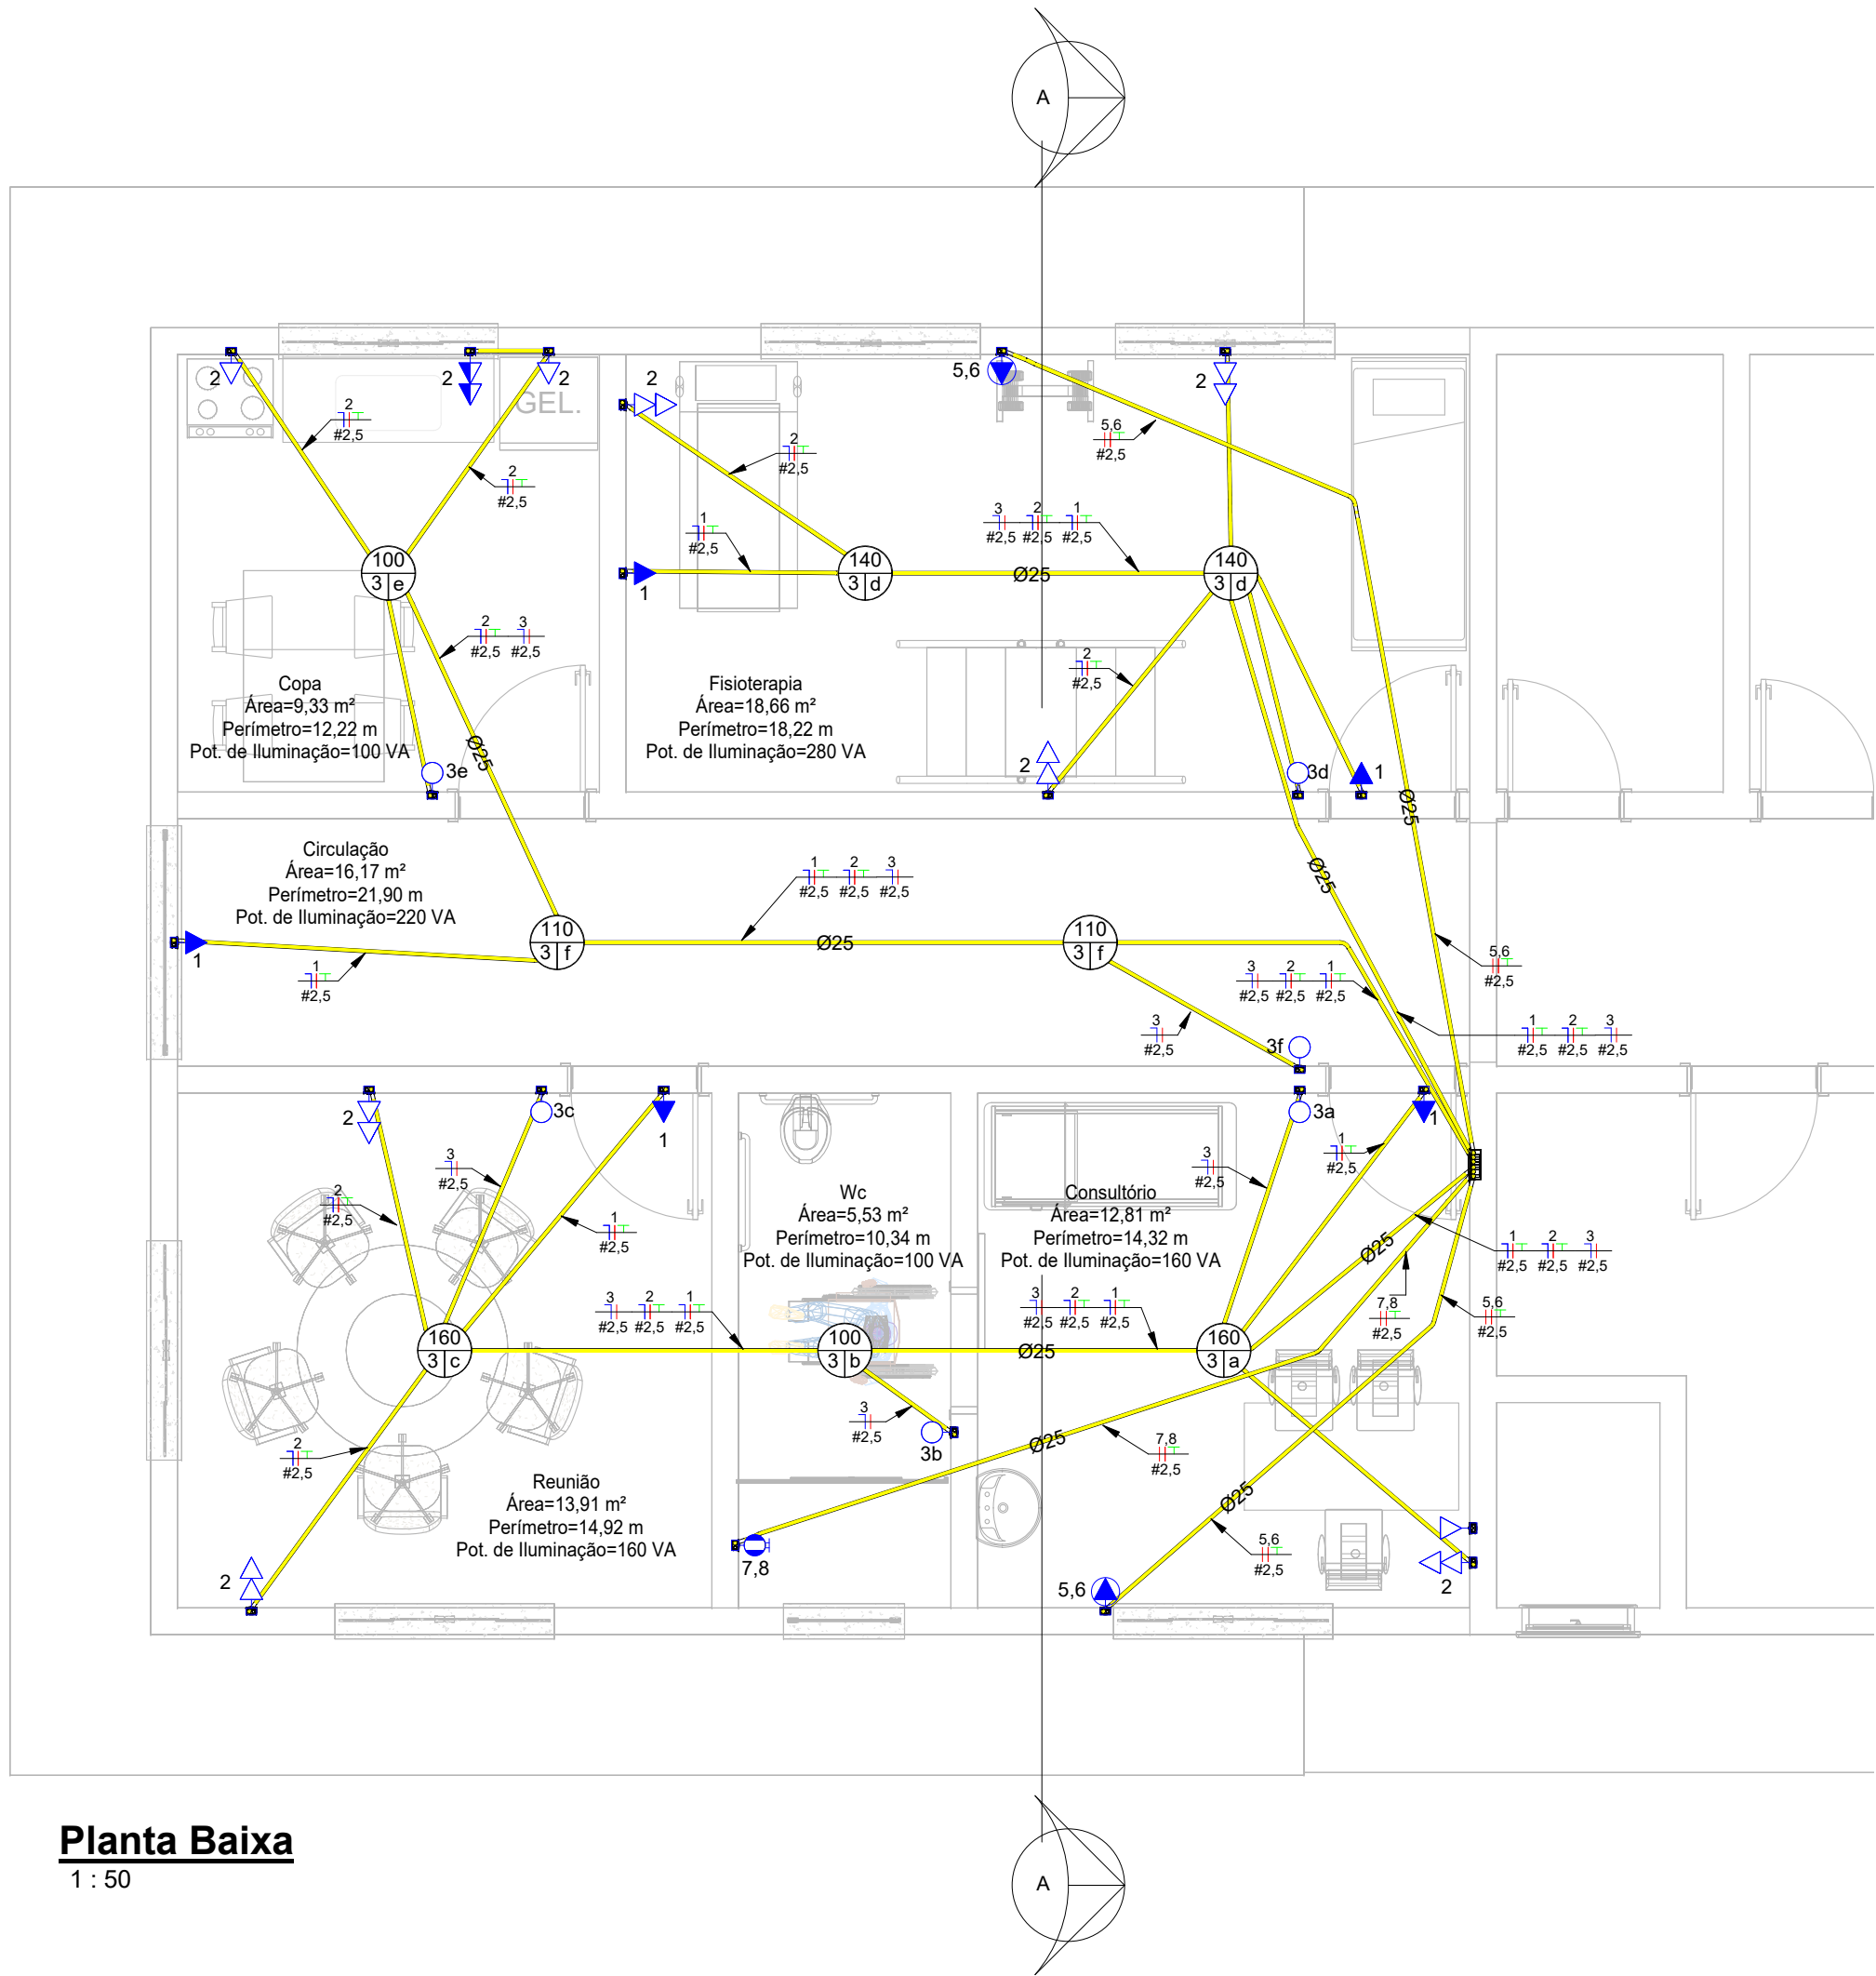 A
2
2
2
GEL.
2
#2,5
2
#2,5
2
5,6
2
5,6
#2,5
2
#2,5
3 2 1
#2,5 #2,5 #2,5
1
#2,5
100
3 e
140
3 d
Ø25
140
3 d
1
2 3
#2,5 #2,5
2
#2,5
Copa
Área=9,33 m²
Perímetro=12,22 m
Pot. de Iluminação=100 VA
Fisioterapia
Área=18,66 m²
Perímetro=18,22 m
Pot. de Iluminação=280 VA
Ø25
3e
2
3d
1
Ø25
Circulação
Área=16,17 m²
Perímetro=21,90 m
Pot. de Iluminação=220 VA
1 2 3
#2,5 #2,5 #2,5
Ø25
110
3 f
Ø25
110
3 f
1
1
#2,5
3 2 1
#2,5 #2,5 #2,5
5,6
#2,5
3
#2,5
1 2 3
#2,5 #2,5 #2,5
3f
2
3c
1
3a
1
3
#2,5
2
#2,5
1
#2,5
3
#2,5
1
#2,5
Wc
Área=5,53 m²
Perímetro=10,34 m
Pot. de Iluminação=100 VA
Consultório
Área=12,81 m²
Perímetro=14,32 m
Pot. de Iluminação=160 VA
Ø25
1 2 3
#2,5 #2,5 #2,5
3 2 1
#2,5 #2,5 #2,5
3 2 1
#2,5 #2,5 #2,5
7,8
#2,5
5,6
#2,5
160
3 c
100
3 b
Ø25
160
3 a
3
#2,5
3b
Ø25
7,8
#2,5
2
#2,5
Reunião
Área=13,91 m²
Perímetro=14,92 m
Pot. de Iluminação=160 VA
Ø25
5,6
#2,5
7,8
2
5,6
2
Planta Baixa
1 : 50
A